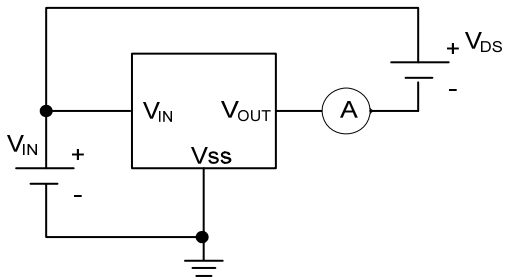 + VDS
-
VIN VOUT A
VIN +
Vss
-